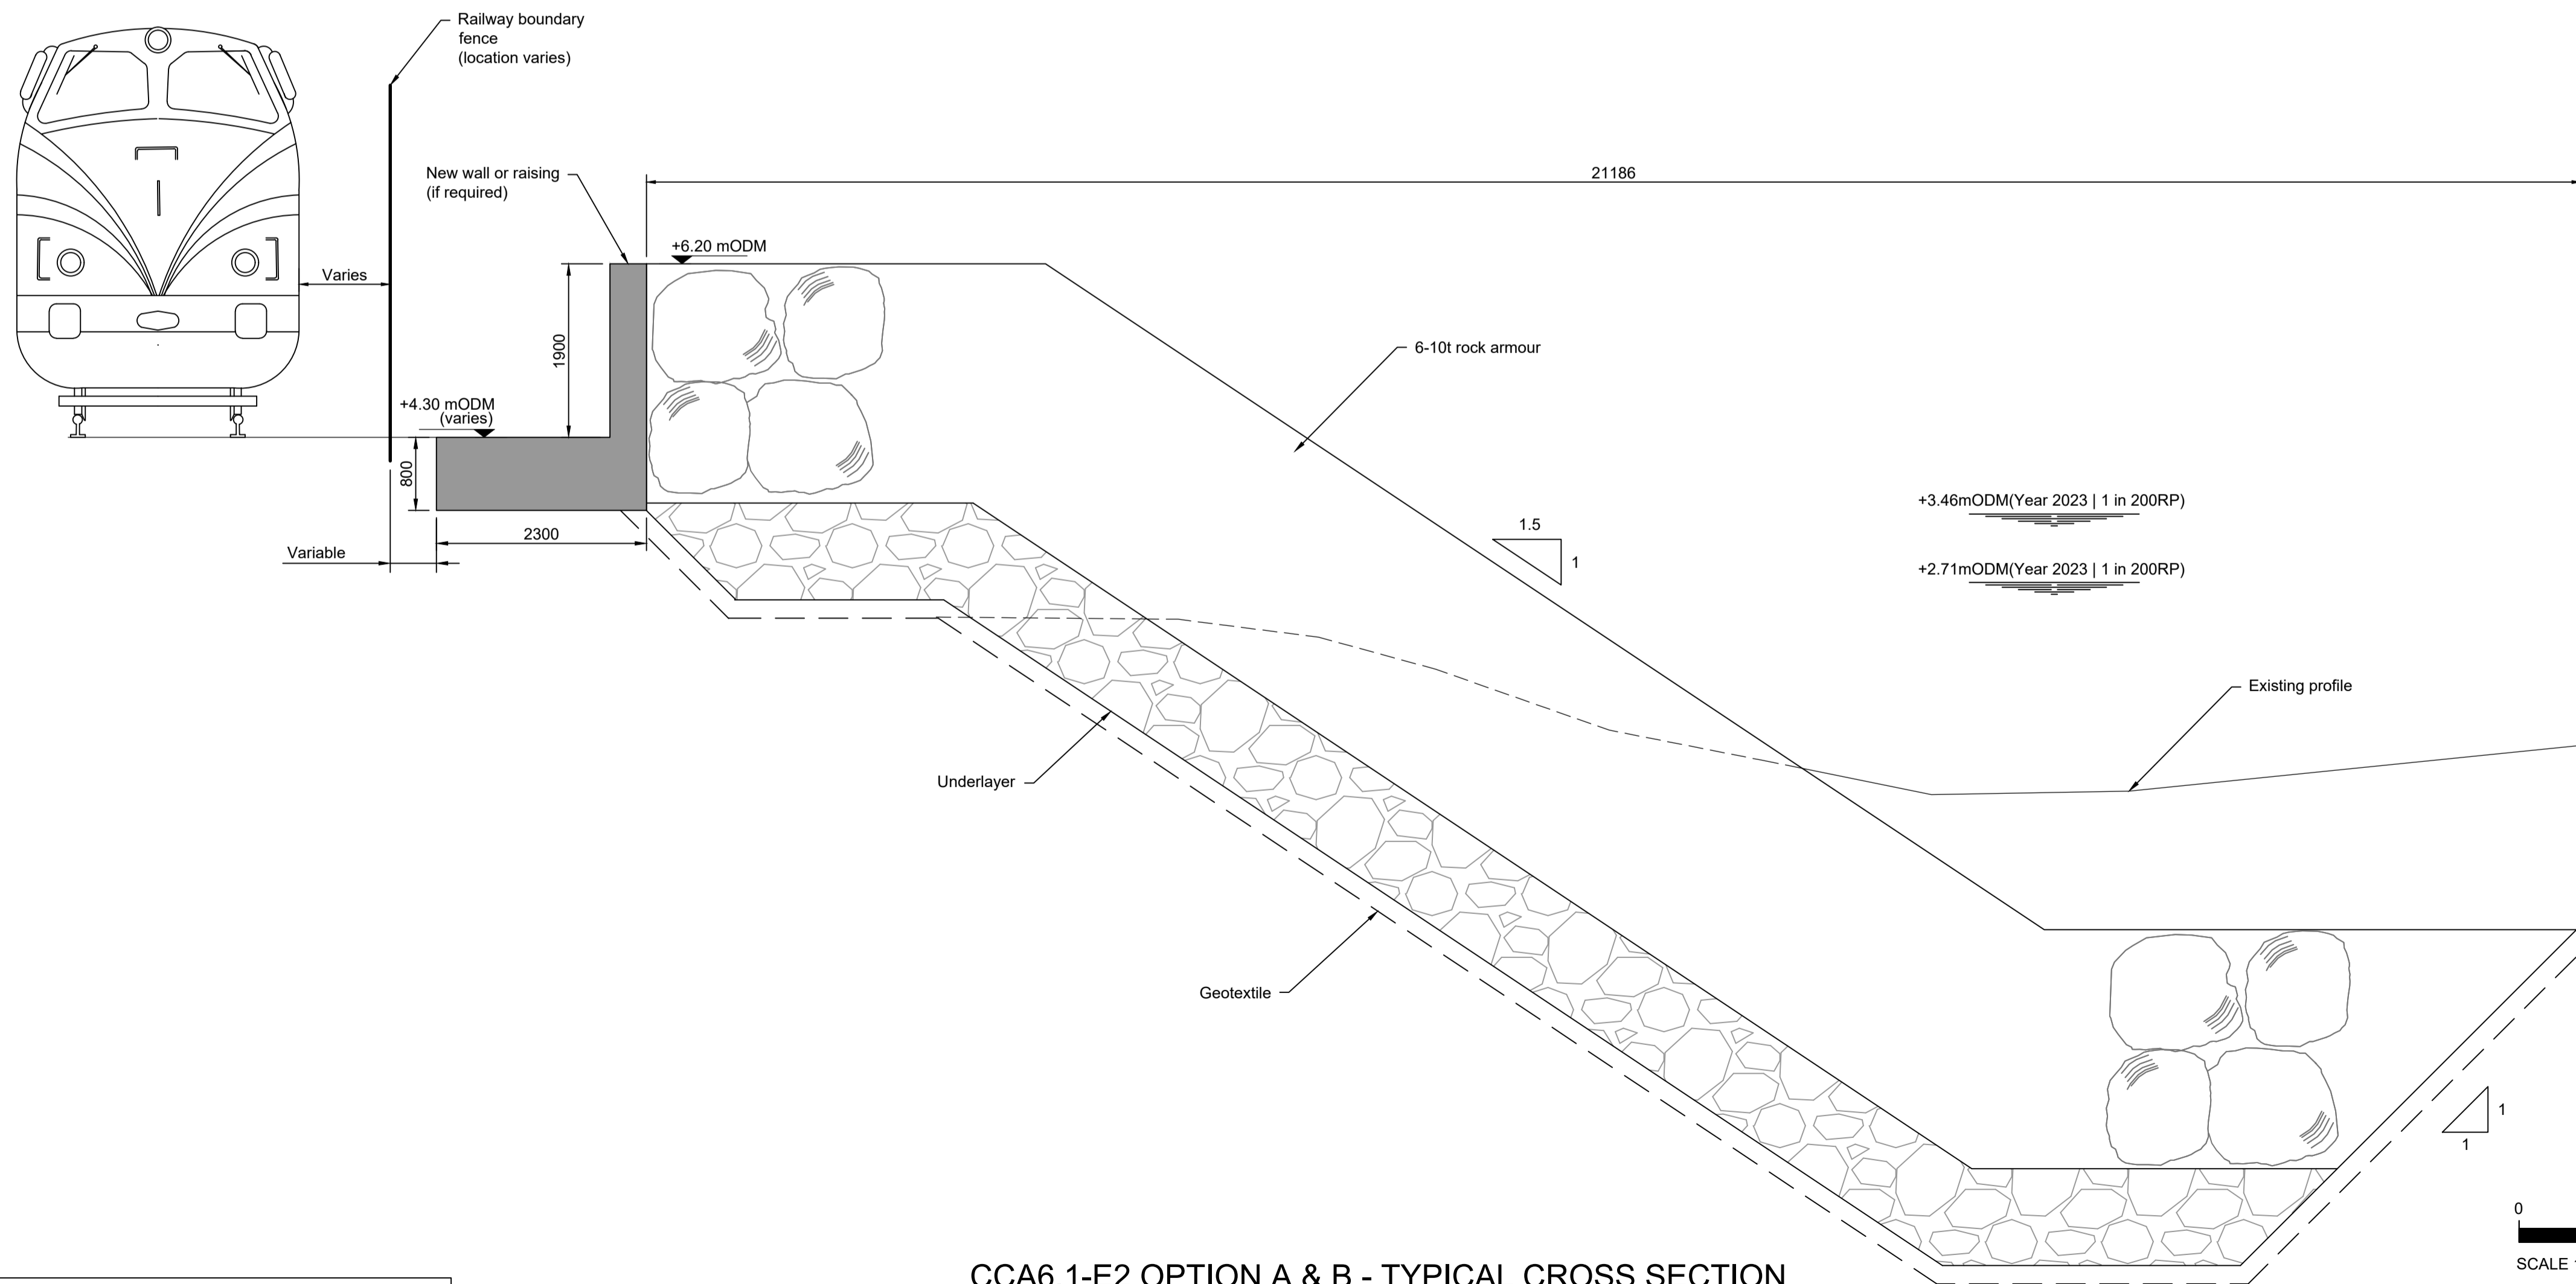 Railway boundary
fence
(location varies)
New wall or raising
(if required)
21186
+6.20 mODM
Varies
1900
6-10t rock armour
+4.30 mODM
(varies)
800
2300
Variable
+3.46mODM(Year 2023 | 1 in 200RP)
1.5
1
+2.71mODM(Year 2023 | 1 in 200RP)
Existing profile
Underlayer
Geotextile
1
1
0
SCALE
CCA6.1-E2 OPTION A & B - TYPICAL CROSS SECTION